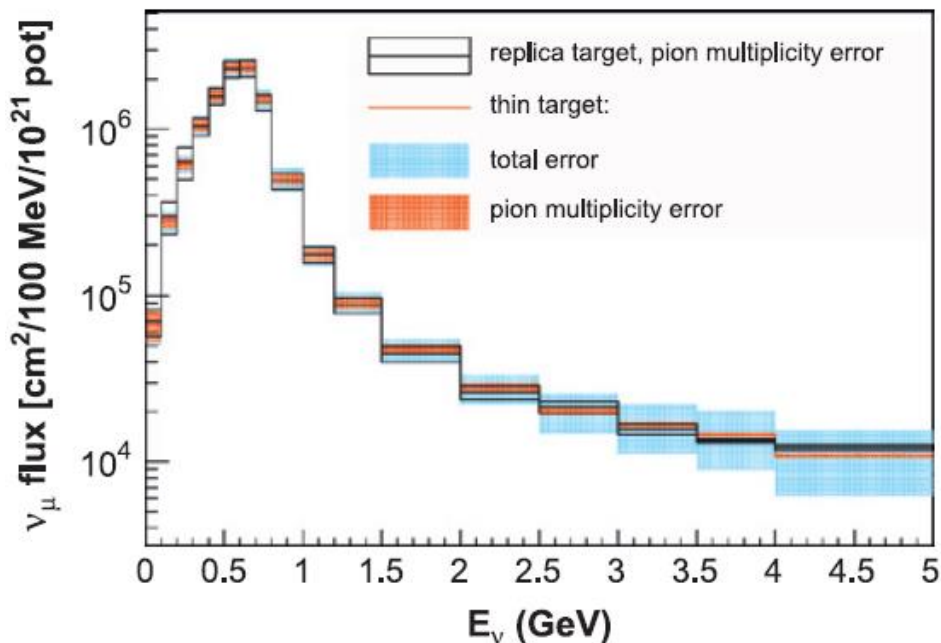 replica target, pion multiplicity error
thin target:
total error
pion multiplicity error
ν_μ flux [cm²/100 MeV/10²¹ pot]
10⁶
10⁵
10⁴
0 0.5 1 1.5 2 2.5 3 3.5 4 4.5 5
E_ν (GeV)